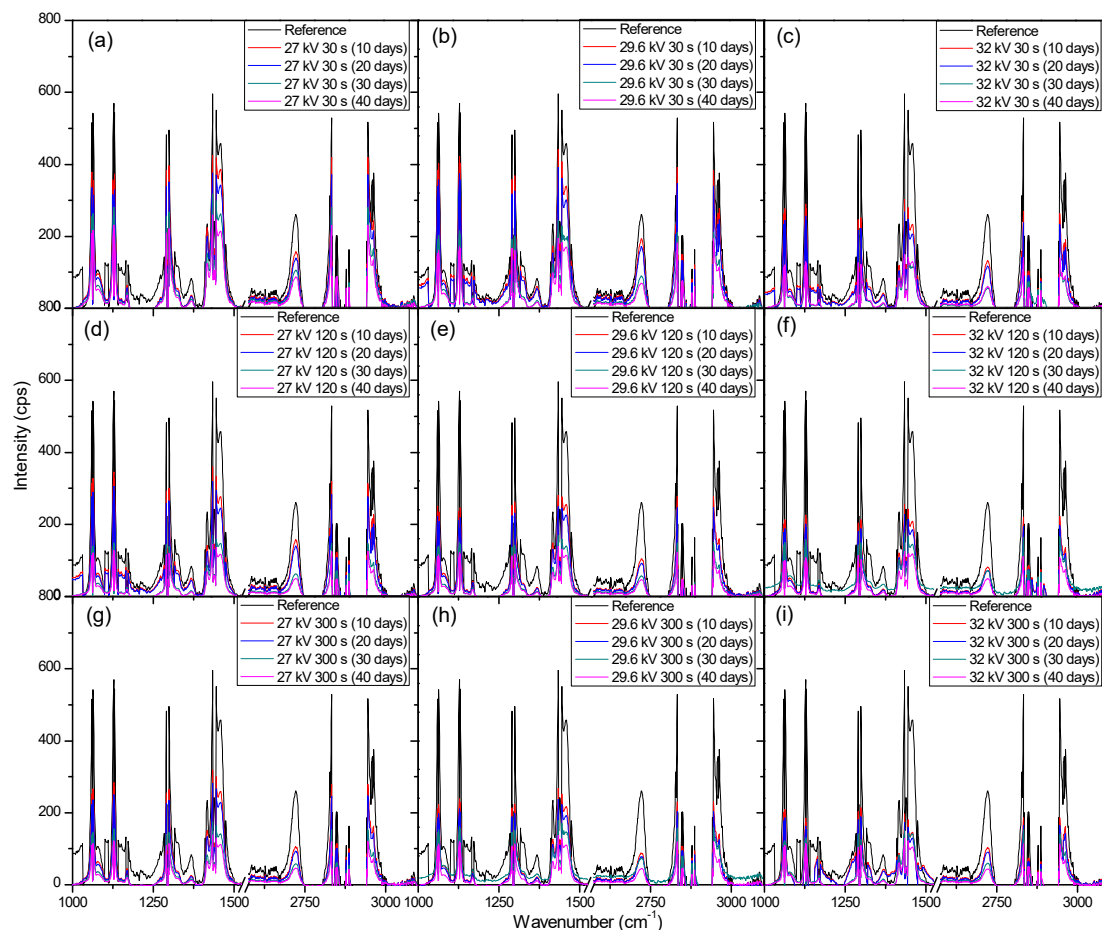 800
(a)
Reference
27 kV 30 s (10 days)
27 kV 30 s (20 days)
27 kV 30 s (30 days)
27 kV 30 s (40 days)
(b)
Reference
29.6 kV 30 s (10 days)
29.6 kV 30 s (20 days)
29.6 kV 30 s (30 days)
29.6 kV 30 s (40 days)
(c)
Reference
32 kV 30 s (10 days)
32 kV 30 s (20 days)
32 kV 30 s (30 days)
32 kV 30 s (40 days)
600
400
200
800
(d)
Reference
27 kV 120 s (10 days)
27 kV 120 s (20 days)
27 kV 120 s (30 days)
27 kV 120 s (40 days)
(e)
Reference
29.6 kV 120 s (10 days)
29.6 kV 120 s (20 days)
29.6 kV 120 s (30 days)
29.6 kV 120 s (40 days)
(f)
Reference
32 kV 120 s (10 days)
32 kV 120 s (20 days)
32 kV 120 s (30 days)
32 kV 120 s (40 days)
600
400
200
Intensity (cps)
800
(g)
Reference
27 kV 300 s (10 days)
27 kV 300 s (20 days)
27 kV 300 s (30 days)
27 kV 300 s (40 days)
(h)
Reference
29.6 kV 300 s (10 days)
29.6 kV 300 s (20 days)
29.6 kV 300 s (30 days)
29.6 kV 300 s (40 days)
(i)
Reference
32 kV 300 s (10 days)
32 kV 300 s (20 days)
32 kV 300 s (30 days)
32 kV 300 s (40 days)
600
400
200
0
1000 1250 1500 2750 3000 1000 1250 1500 2750 3000 1000 1250 1500 2750 3000
Wavenumber (cm⁻¹)